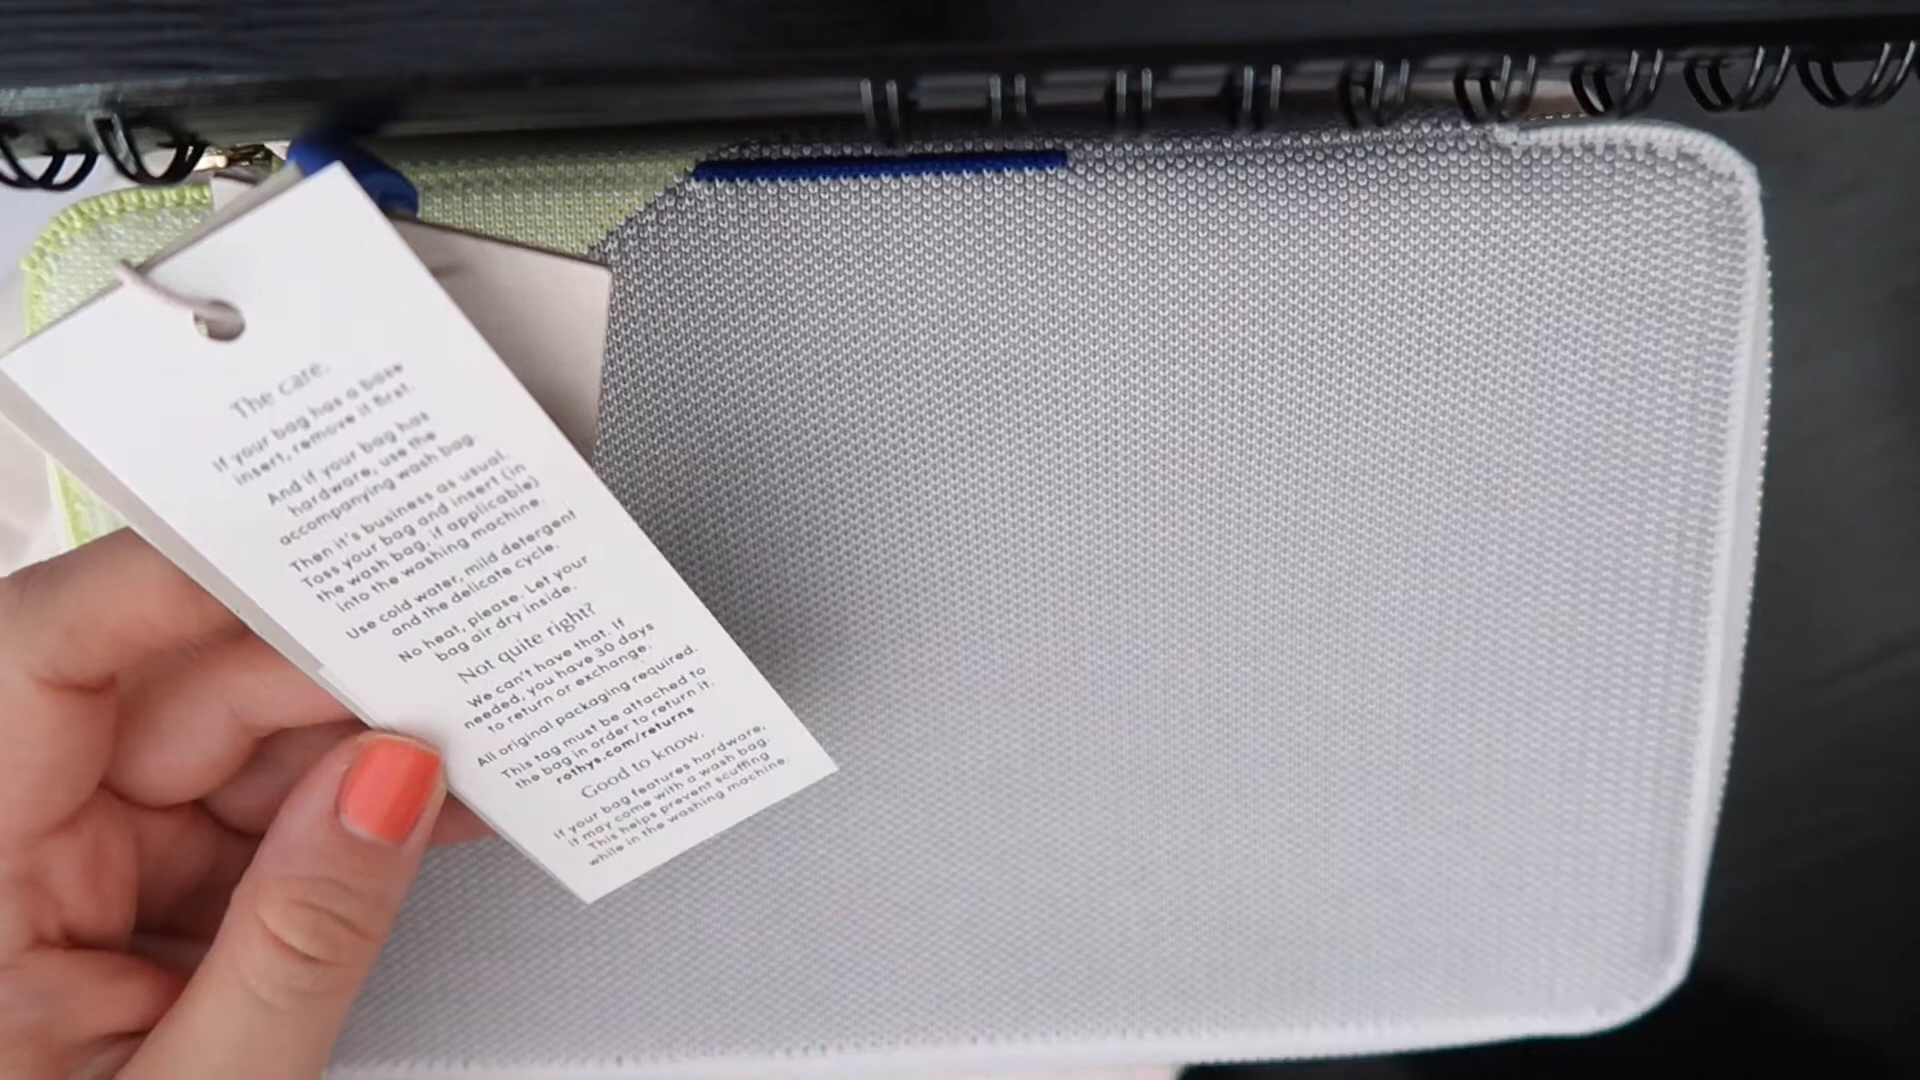 The care.
If your bag has a base
insert, remove it first.
And if your bag has
hardware, use the
accompanying wash bag.
Then it's business as usual.
Toss your bag and insert (in
the wash bag, if applicable)
into the washing machine.
Use cold water, mild detergent
and the delicate cycle.
No heat, please. Let your
bag air dry inside.
Not quite right?
We can't have that. If
needed, you have 30 days
to return or exchange.
All original packaging required.
This tag must be attached to
the bag in order to return it.
rothys.com/returns
Good to know.
If your bag features hardware,
it may come with a wash bag.
This helps prevent scuffing
while in the washing machine.